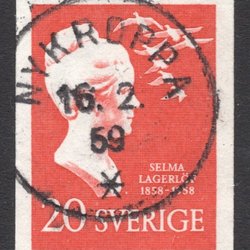 NYKROPPA
16. 2.
59
SELMA
LAGERLÖF
1858-1958
20 SVERIGE